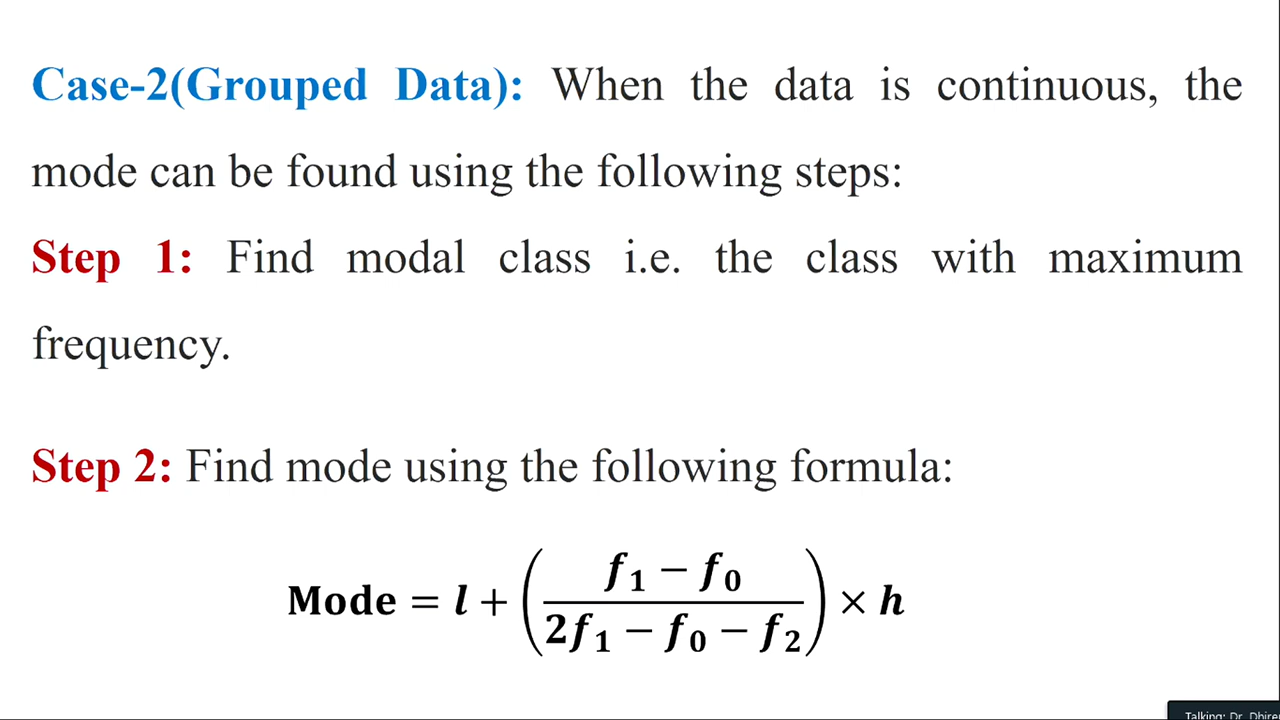 Case-2(Grouped Data): When the data is continuous, the
mode can be found using the following steps:
Step 1: Find modal class i.e. the class with maximum
frequency.
Step 2: Find mode using the following formula:
Mode = l + ( (f₁ − f₀) / (2f₁ − f₀ − f₂) ) × h
Talking: Dr.